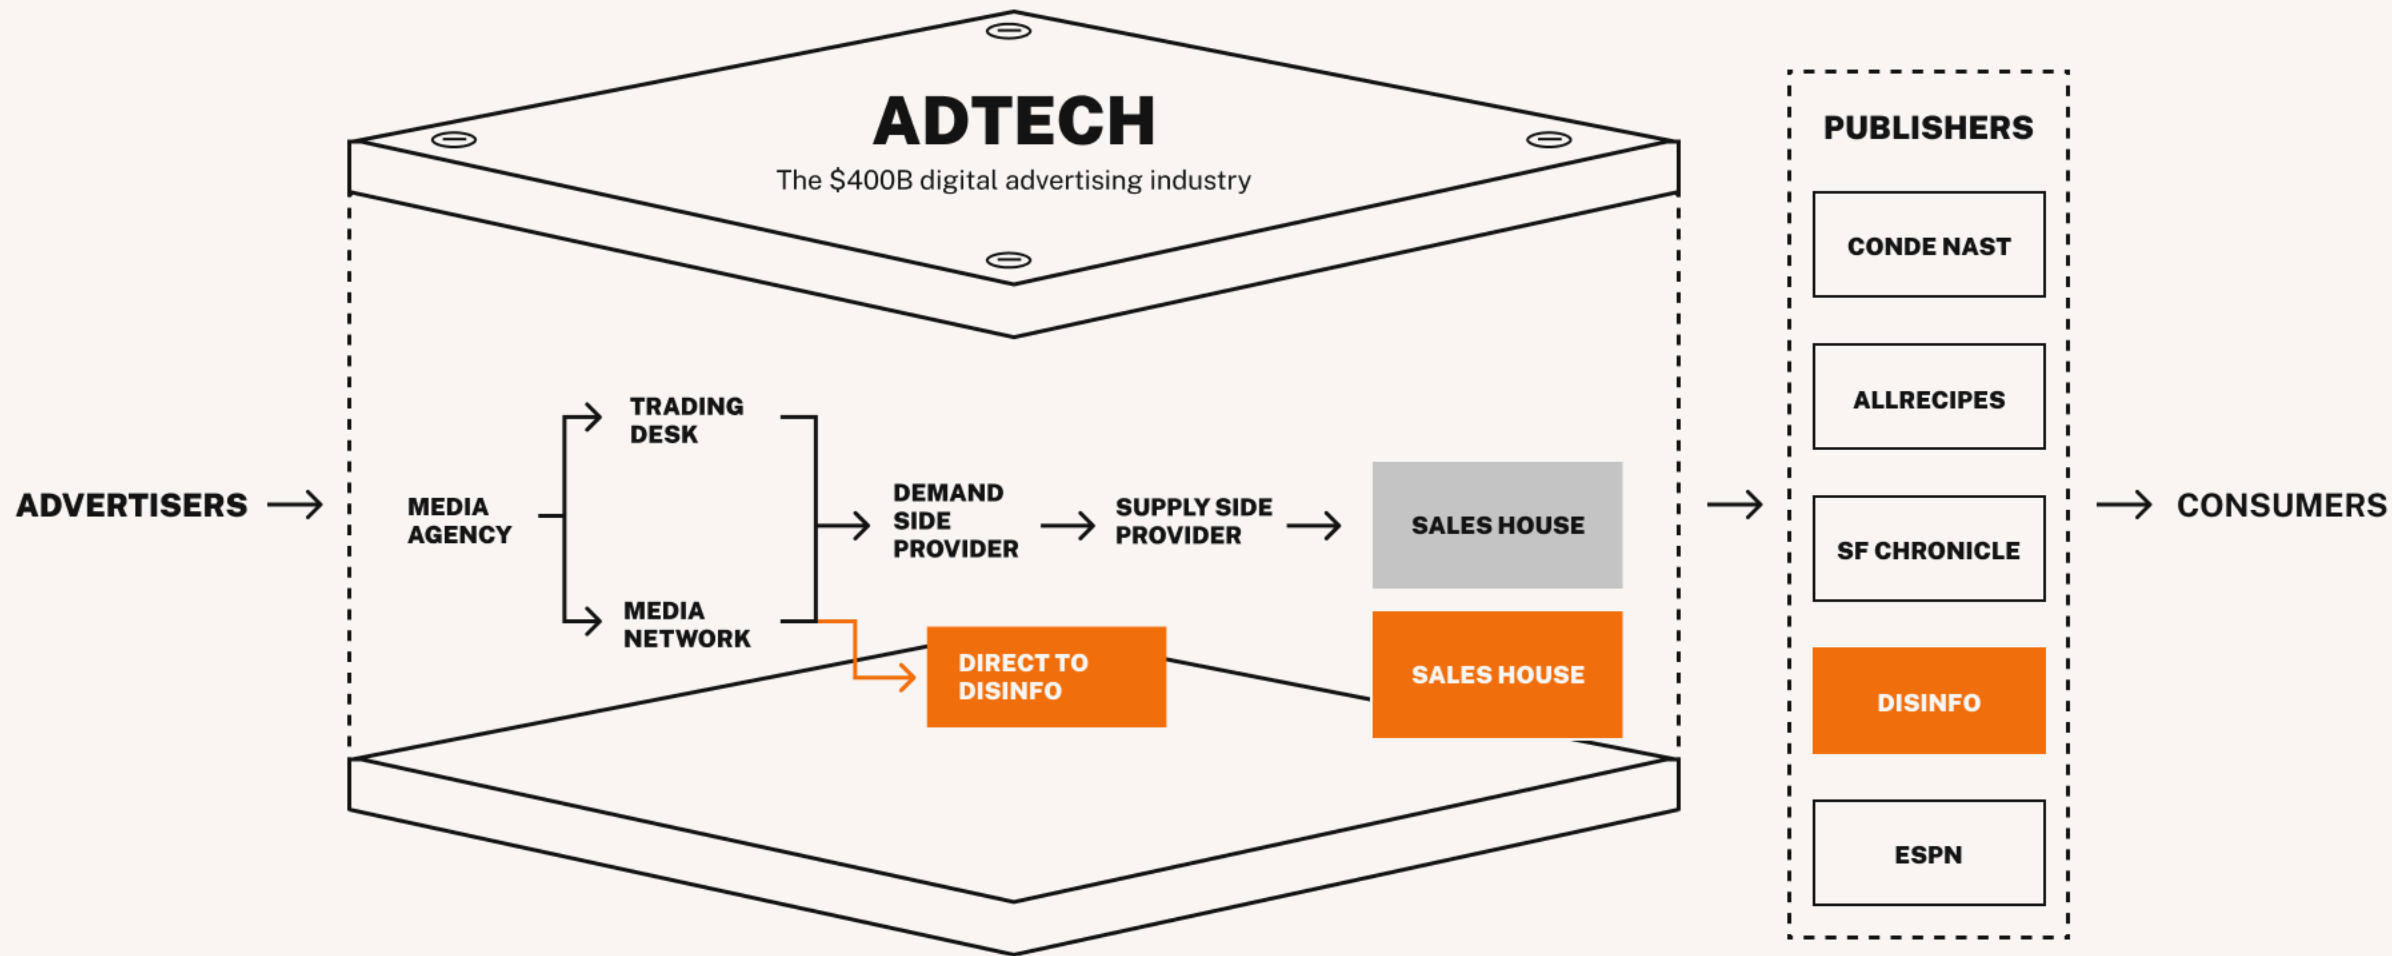 ADTECH
The $400B digital advertising industry
ADVERTISERS
MEDIA
AGENCY
TRADING
DESK
MEDIA
NETWORK
DEMAND
SIDE
PROVIDER
SUPPLY SIDE
PROVIDER
SALES HOUSE
DIRECT TO
DISINFO
SALES HOUSE
PUBLISHERS
CONDE NAST
ALLRECIPES
SF CHRONICLE
DISINFO
ESPN
CONSUMERS